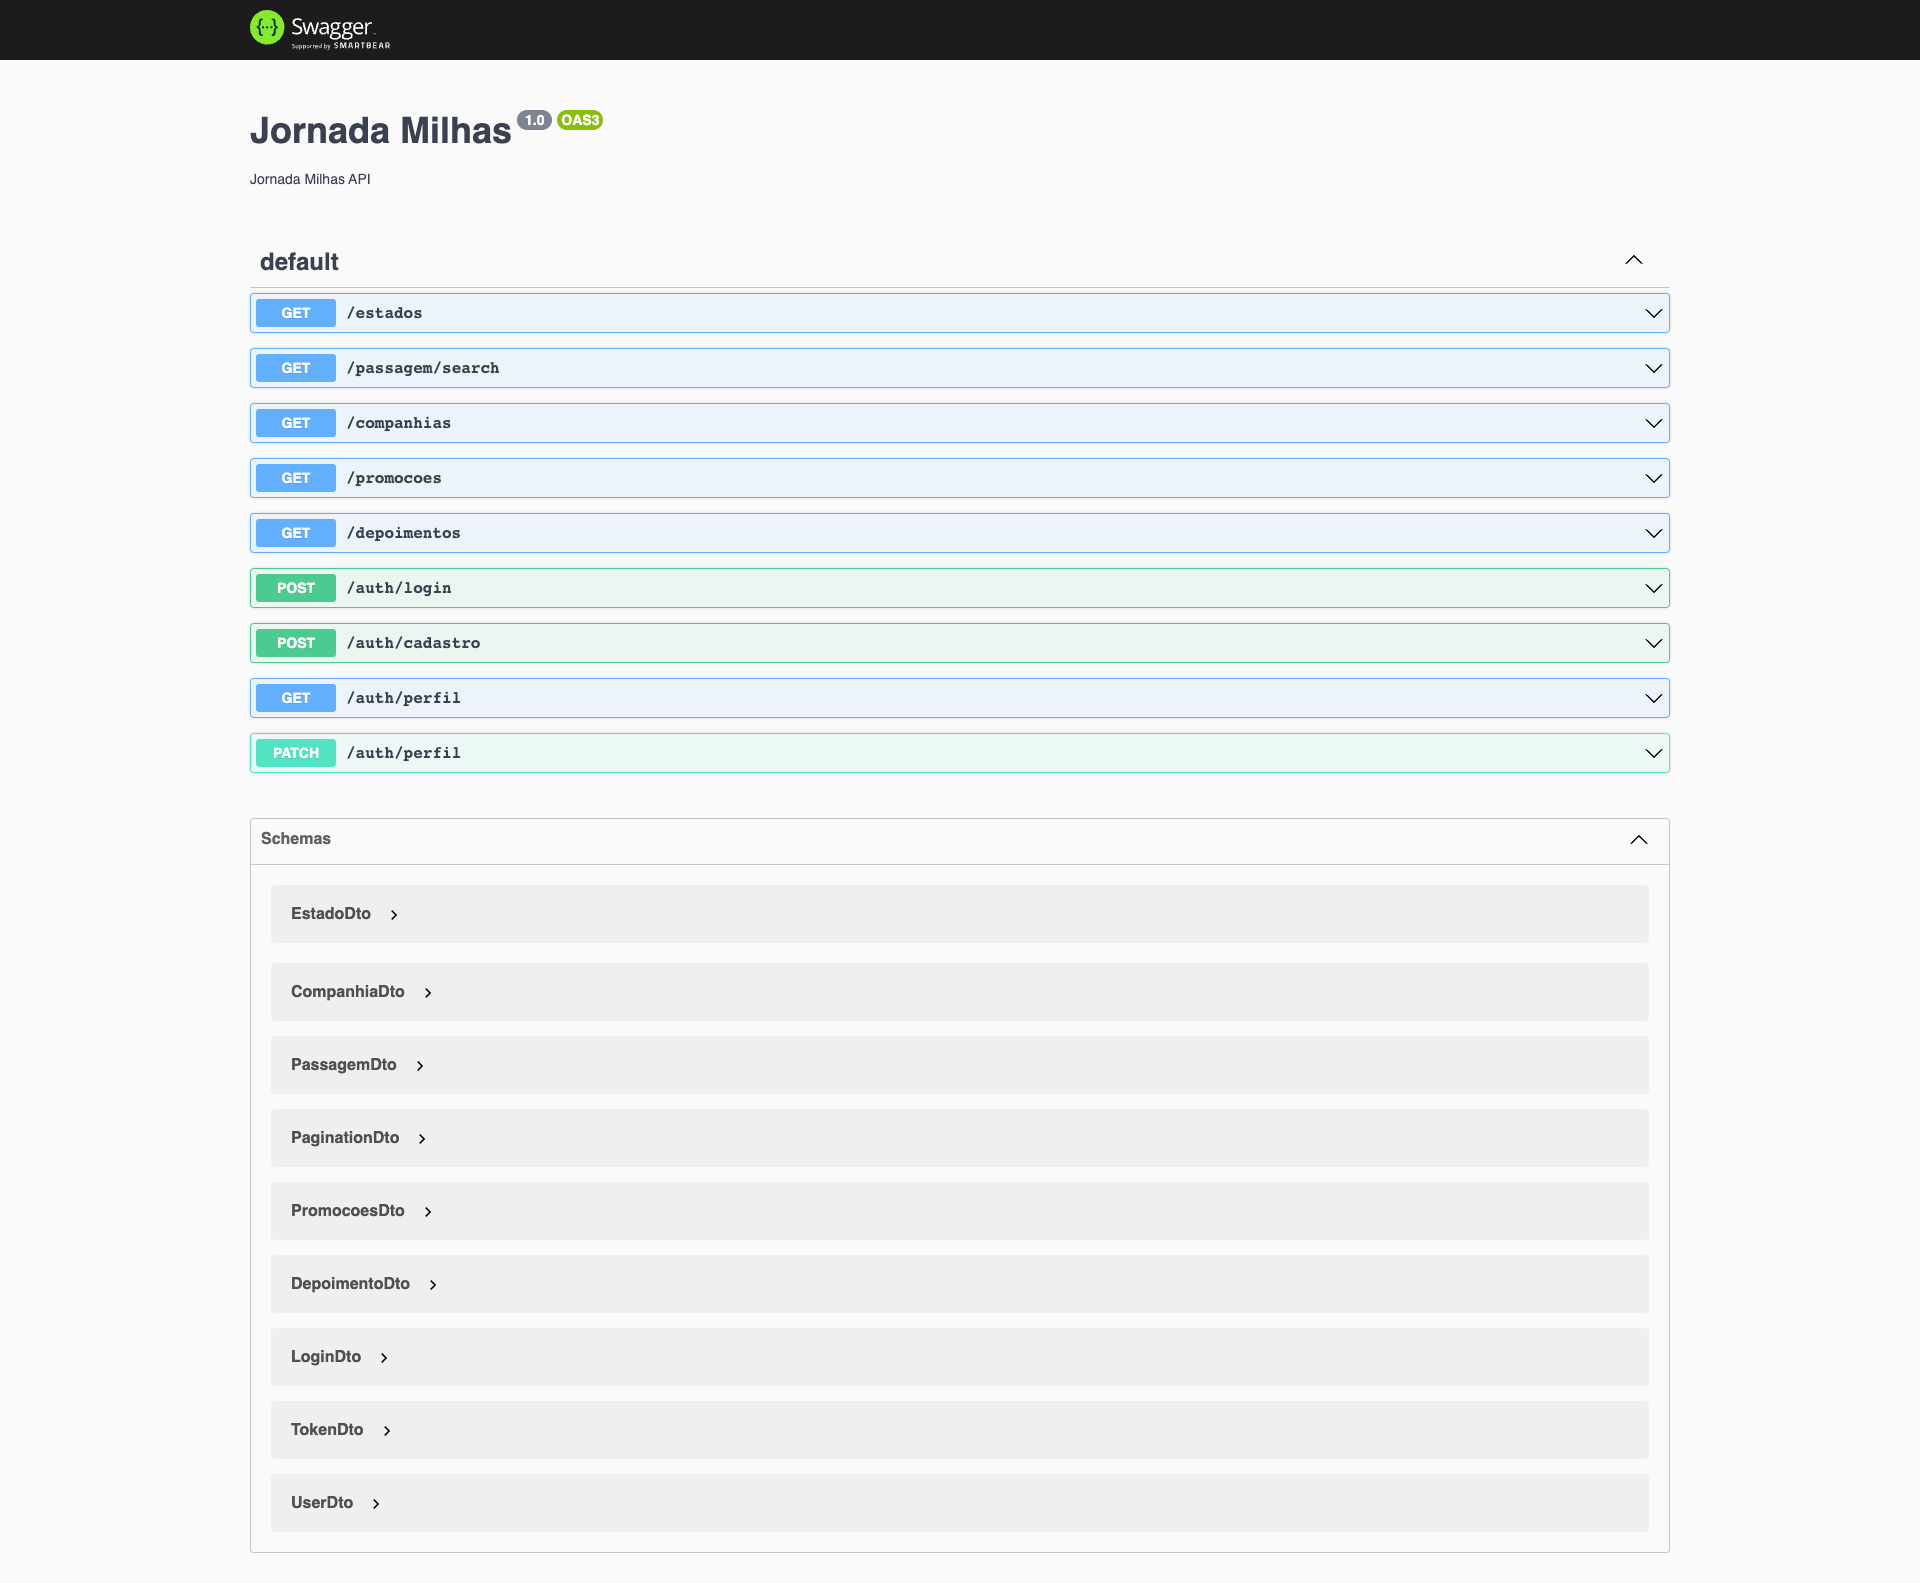 Swagger
Supported by SMARTBEAR
Jornada Milhas 1.0 OAS3
Jornada Milhas API
default
GET /estados
GET /passagem/search
GET /companhias
GET /promocoes
GET /depoimentos
POST /auth/login
POST /auth/cadastro
GET /auth/perfil
PATCH /auth/perfil
Schemas
EstadoDto
CompanhiaDto
PassagemDto
PaginationDto
PromocoesDto
DepoimentoDto
LoginDto
TokenDto
UserDto